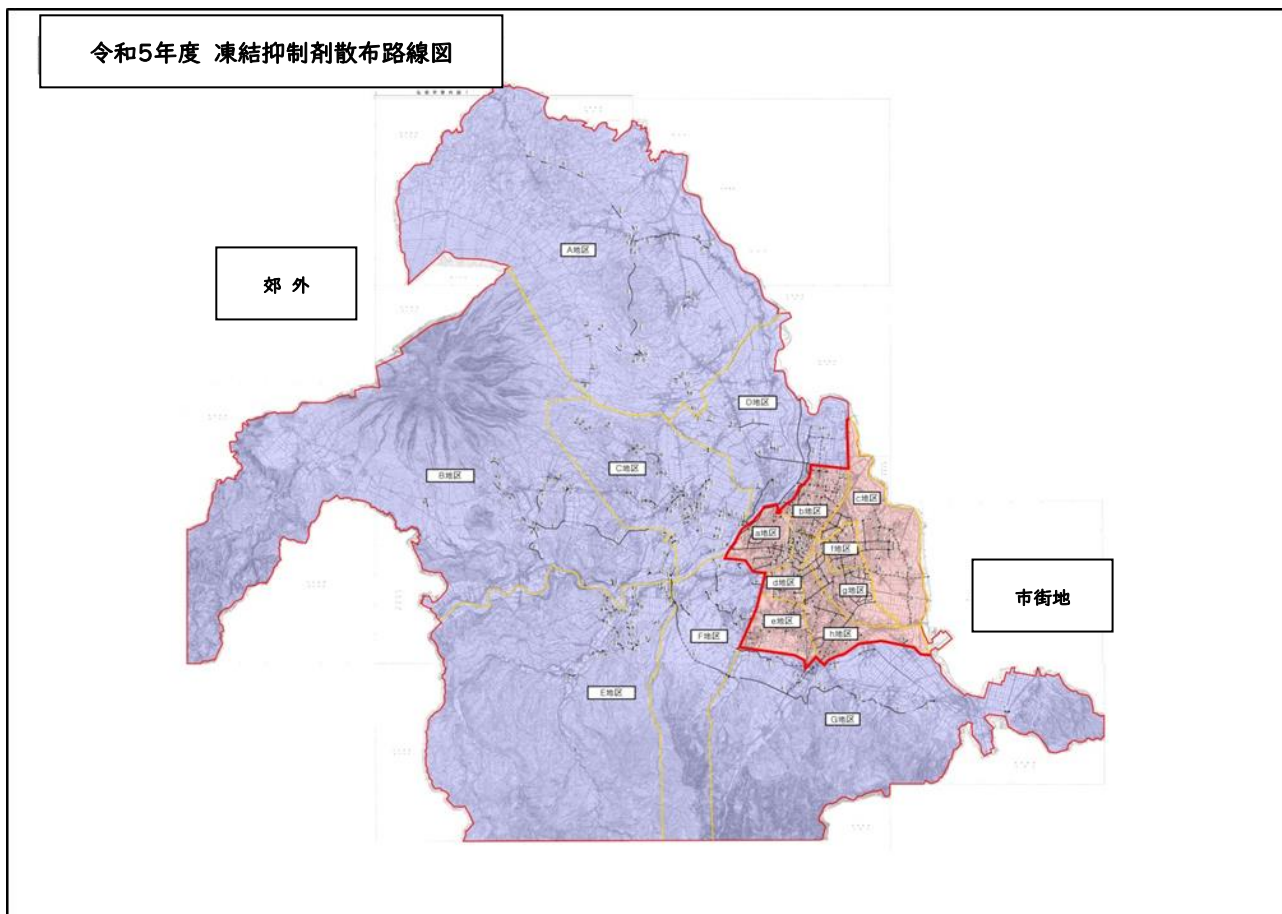 令和5年度 凍結抑制剤散布路線図
郊 外
A地区
D地区
C地区
B地区
c地区
b地区
a地区
f地区
d地区
g地区
市街地
e地区
h地区
F地区
E地区
G地区